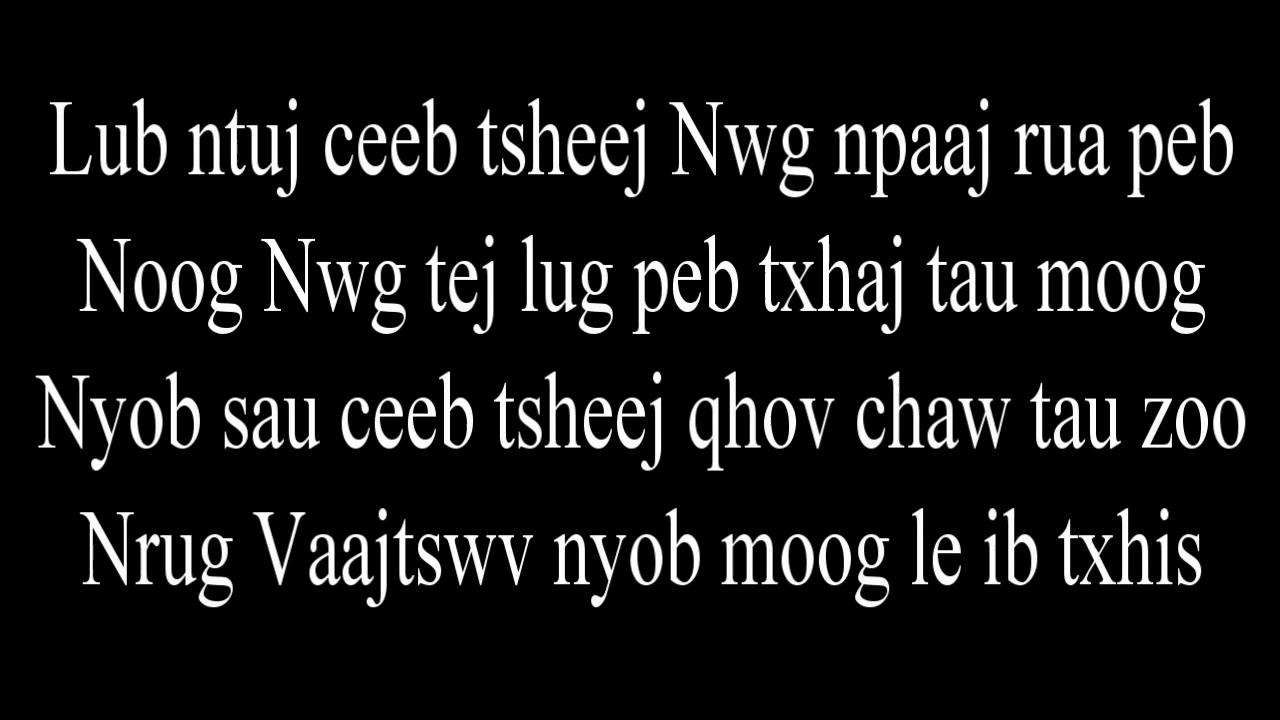 Lub ntuj ceeb tsheej Nwg npaaj rua peb
Noog Nwg tej lug peb txhaj tau moog
Nyob sau ceeb tsheej qhov chaw tau zoo
Nrug Vaajtswv nyob moog le ib txhis